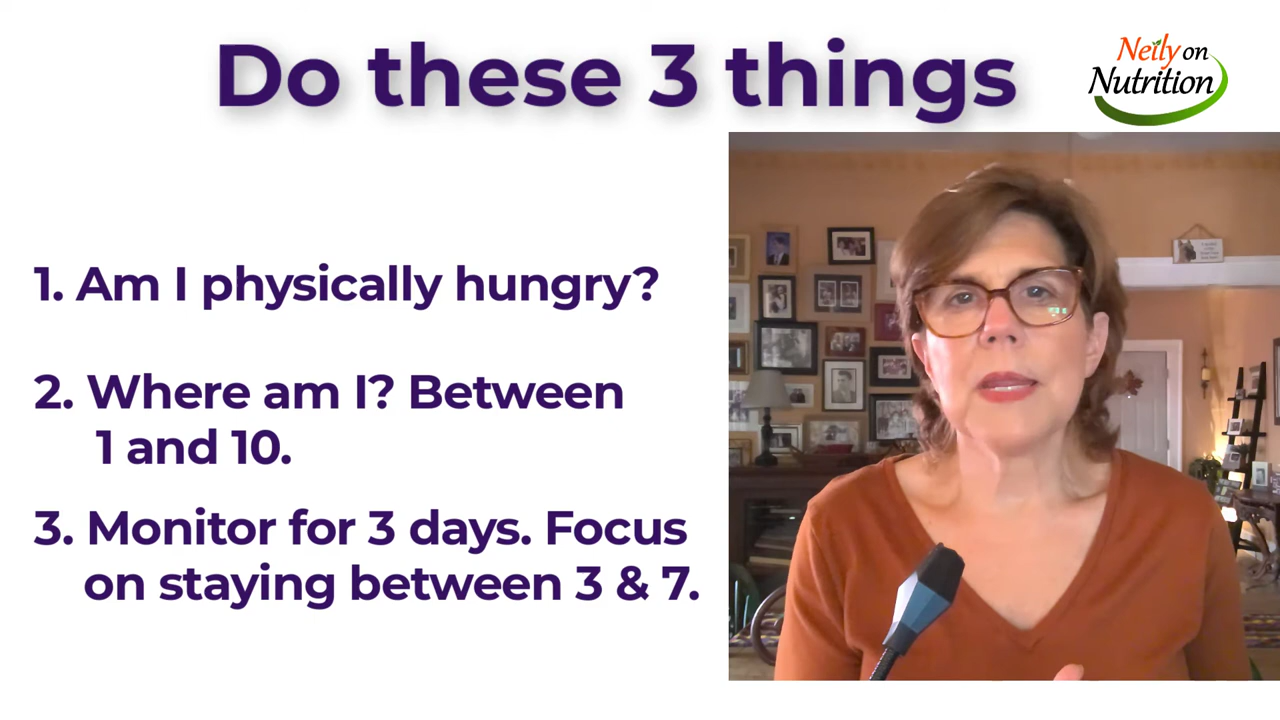 Do these 3 things
Neily on
Nutrition
1. Am I physically hungry?
2. Where am I? Between
1 and 10.
3. Monitor for 3 days. Focus
on staying between 3 & 7.